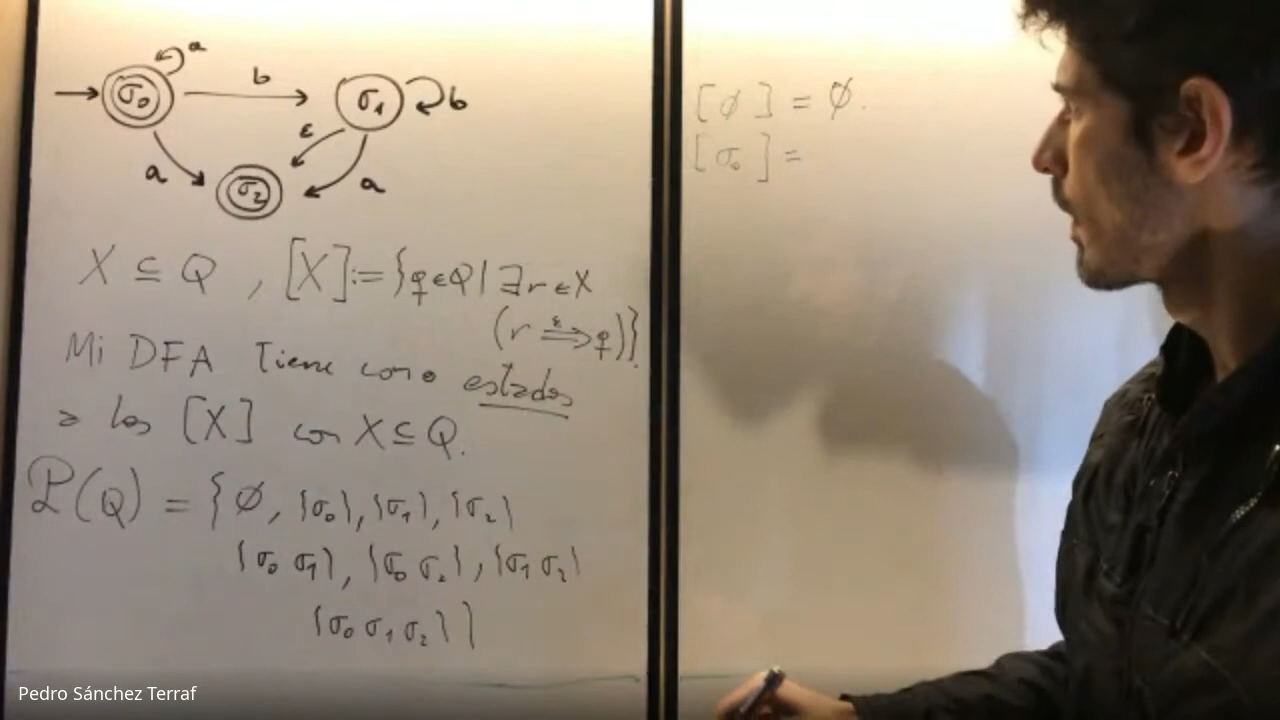 a
→ σ₀ b σ₁ b
ε
a σ₂ a
X ⊆ Q , [X] := {q ∈ Q | ∃ r ∈ X
(r ⇒ᵋ q)}.
Mi DFA Tiene como estados
a los [X] con X ⊆ Q.
P(Q) = { ∅, {σ₀}, {σ₁}, {σ₂}
{σ₀ σ₁}, {σ₀ σ₂}, {σ₁ σ₂}
{σ₀ σ₁ σ₂} }
[∅] = ∅.
[σ₀] =
Pedro Sánchez Terraf